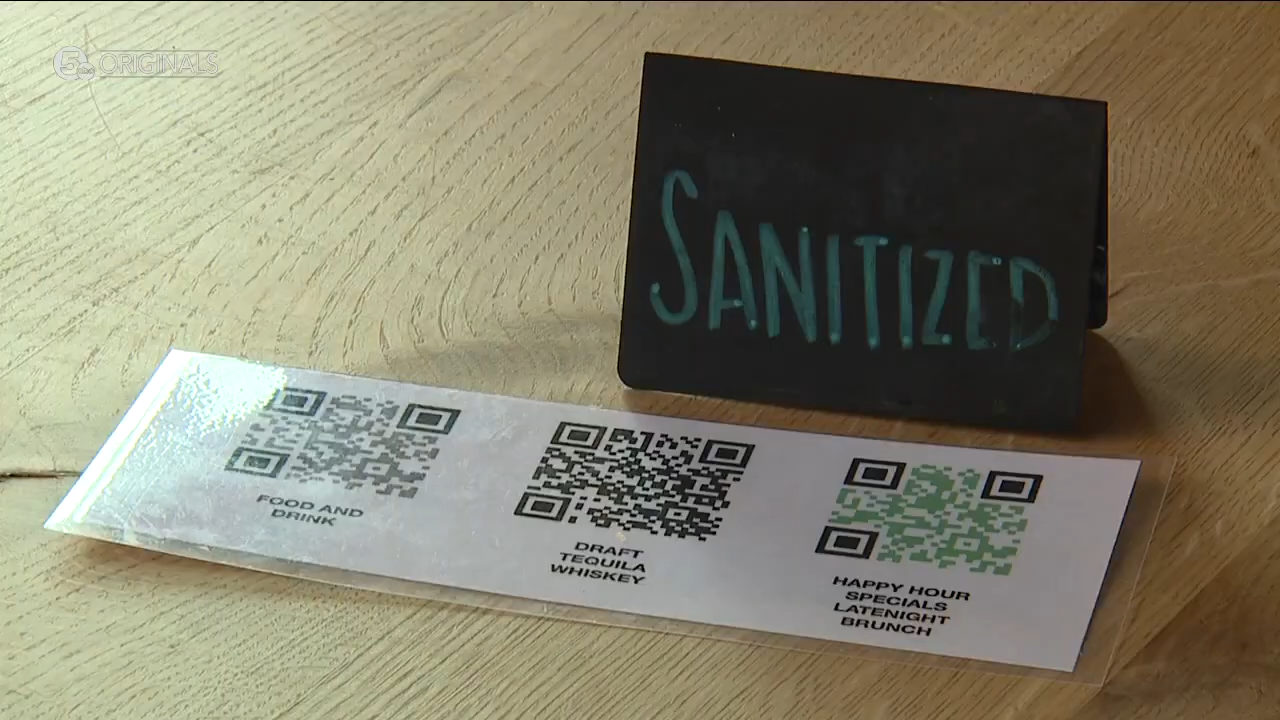 5 ORIGINALS
SANITIZED
FOOD AND
DRINK
DRAFT
TEQUILA
WHISKEY
HAPPY HOUR
SPECIALS
LATENIGHT
BRUNCH